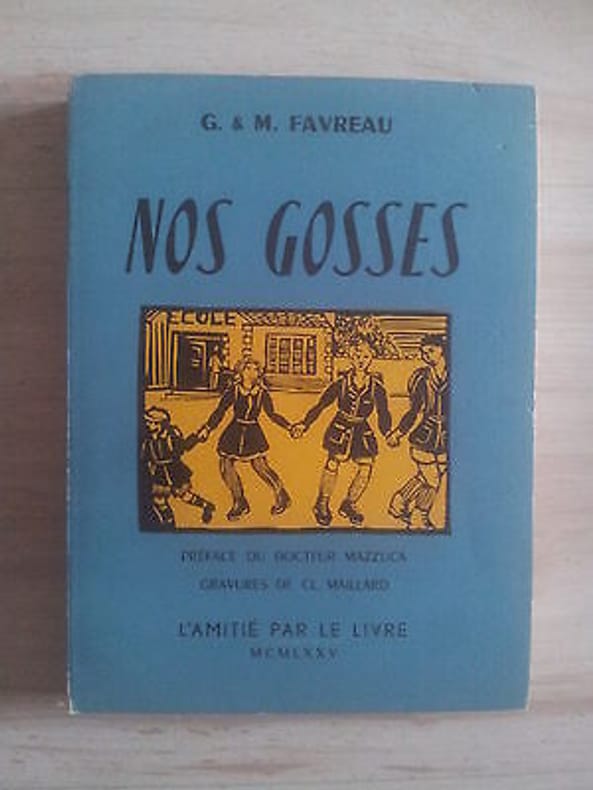 G. & M. FAVREAU
NOS GOSSES
ECOLE
PRÉFACE DU DOCTEUR MAZZUCA
GRAVURES DE CL. MAILLARD
L'AMITIÉ PAR LE LIVRE
MCMLXXV